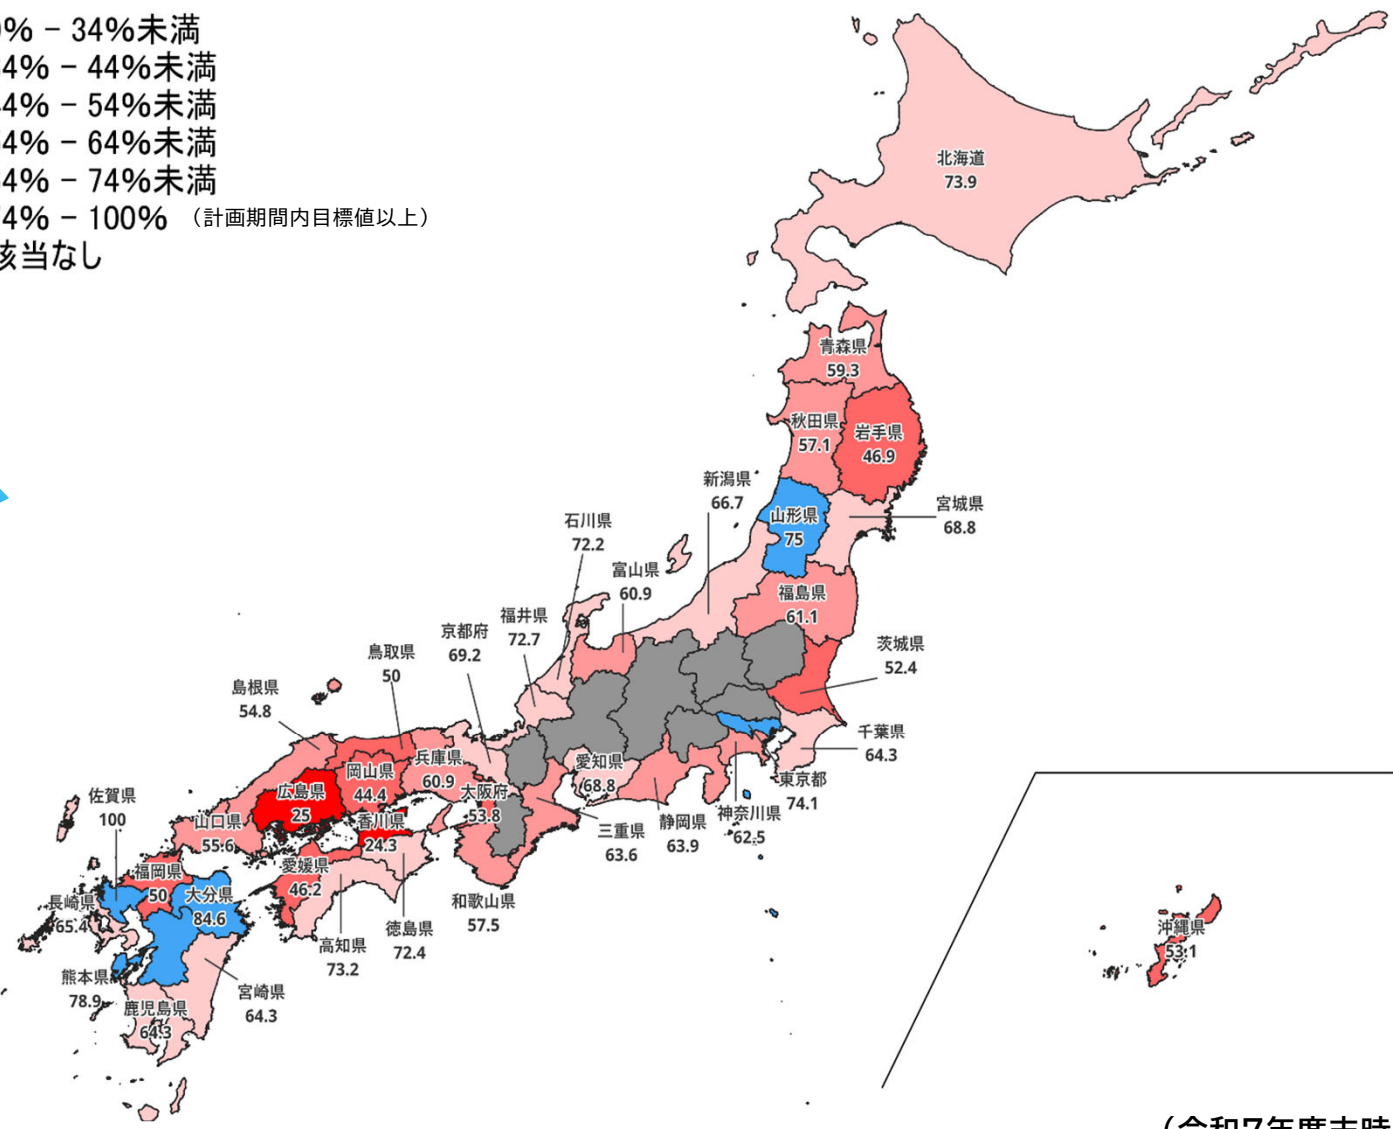 % - 34%未満
4% - 44%未満
4% - 54%未満
4% - 64%未満
4% - 74%未満
4% - 100% （計画期間内目標値以上）
該当なし
北海道
73.9
青森県
59.3
秋田県
57.1
岩手県
46.9
新潟県
66.7
山形県
75
宮城県
68.8
石川県
72.2
富山県
60.9
福島県
61.1
福井県
72.7
京都府
69.2
茨城県
52.4
鳥取県
50
島根県
54.8
千葉県
64.3
兵庫県
60.9
愛知県
68.8
岡山県
44.4
東京都
74.1
広島県
25
大阪府
53.8
佐賀県
100
神奈川県
62.5
山口県
55.6
香川県
24.3
三重県
63.6
静岡県
63.9
愛媛県
46.2
福岡県
50
大分県
84.6
長崎県
65.4
和歌山県
57.5
徳島県
72.4
高知県
73.2
沖縄県
53.1
熊本県
78.9
宮崎県
64.3
鹿児島県
64.3
（令和7年度末時